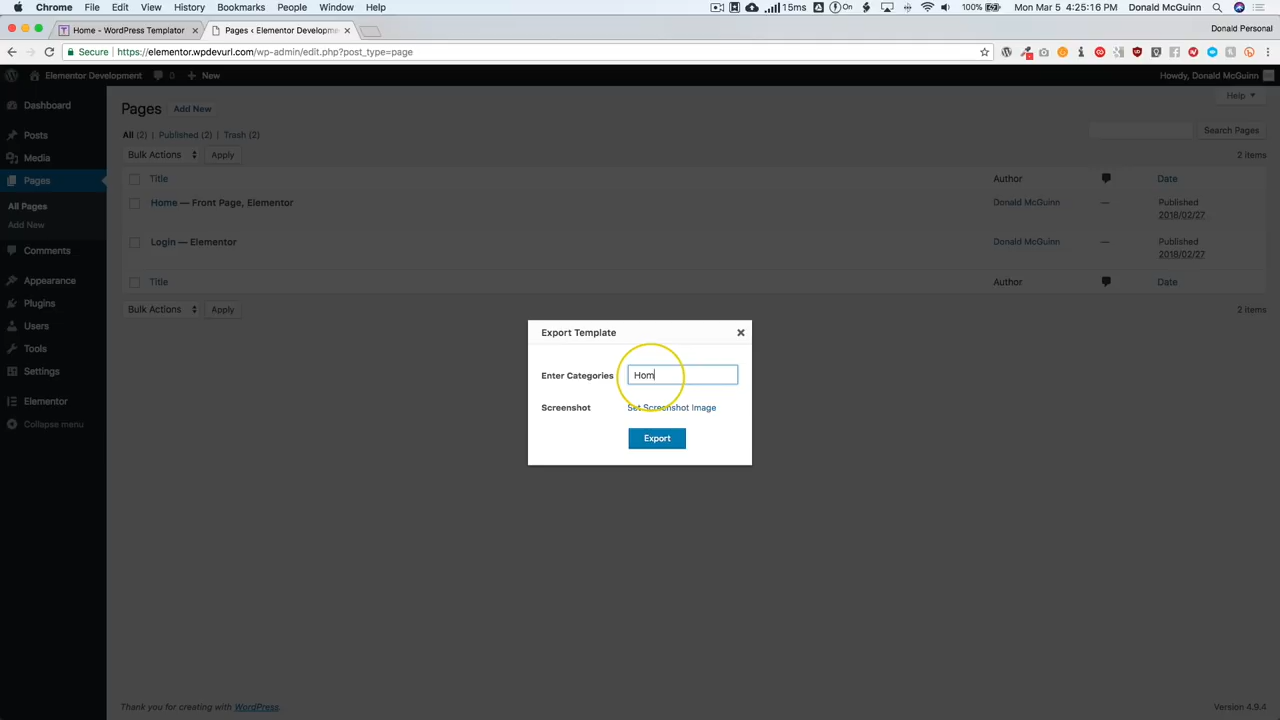 Chrome File Edit View History Bookmarks People Window Help 15ms On 100% Mon Mar 5 4:25:16 PM Donald McGuinn
Home - WordPress Templator × Pages ‹ Elementor Developme × Donald Personal
Secure https://elementor.wpdevurl.com/wp-admin/edit.php?post_type=page
Elementor Development 0 + New Howdy, Donald McGuinn
Dashboard
Posts
Media
Pages
All Pages
Add New
Comments
Appearance
Plugins
Users
Tools
Settings
Elementor
Collapse menu
Pages Add New Help ▼
All (2) | Published (2) | Trash (2) Search Pages
Bulk Actions Apply 2 items
Title Author Date
Home — Front Page, Elementor Donald McGuinn — Published
2018/02/27
Login — Elementor Donald McGuinn — Published
2018/02/27
Title Author Date
Bulk Actions Apply 2 items
Export Template ×
Enter Categories Hom
Screenshot Set Screenshot Image
Export
Thank you for creating with WordPress. Version 4.9.4